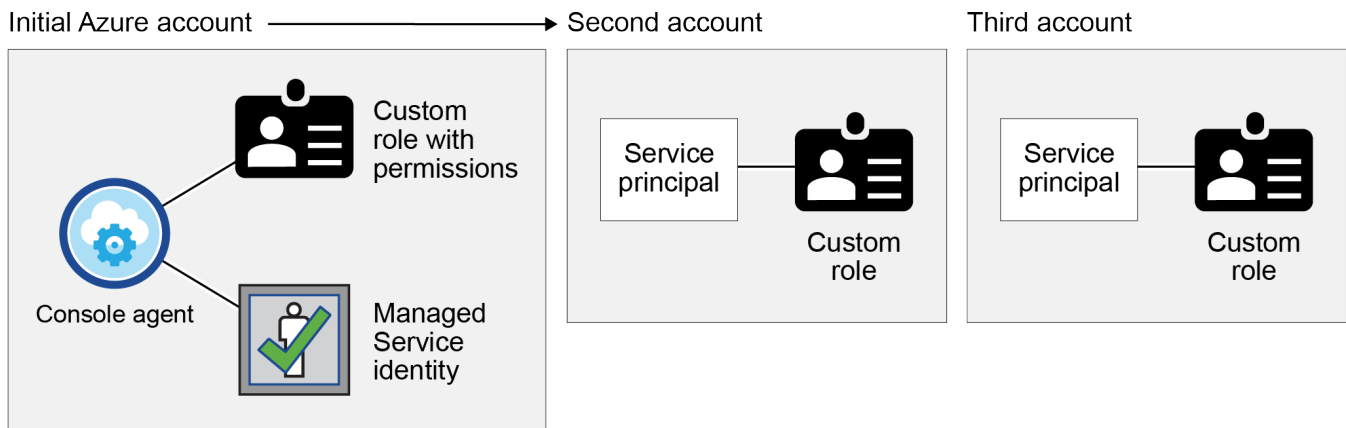 Initial Azure account
Second account
Third account
Custom
role with
permissions
Console agent
Managed
Service
identity
Service
principal
Custom
role
Service
principal
Custom
role